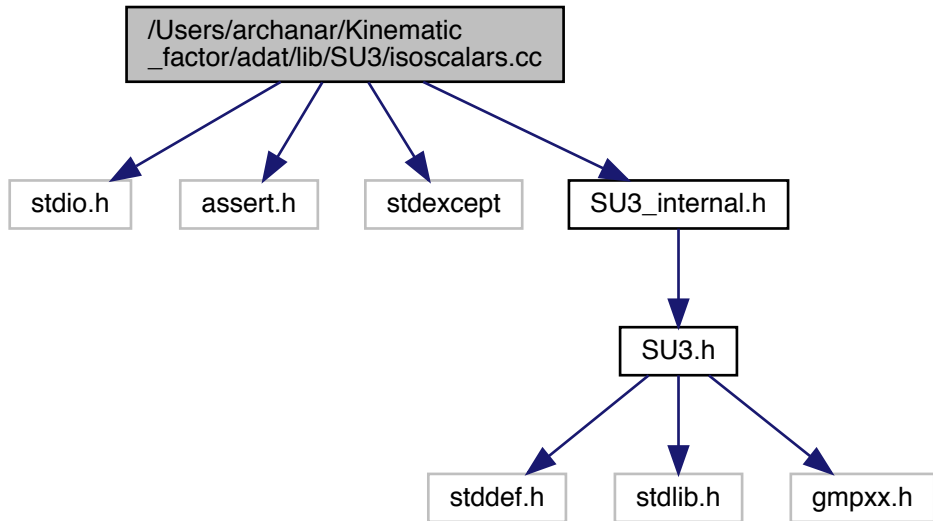 /Users/archanar/Kinematic
_factor/adat/lib/SU3/isoscalars.cc
stdio.h
assert.h
stdexcept
SU3_internal.h
SU3.h
stddef.h
stdlib.h
gmpxx.h